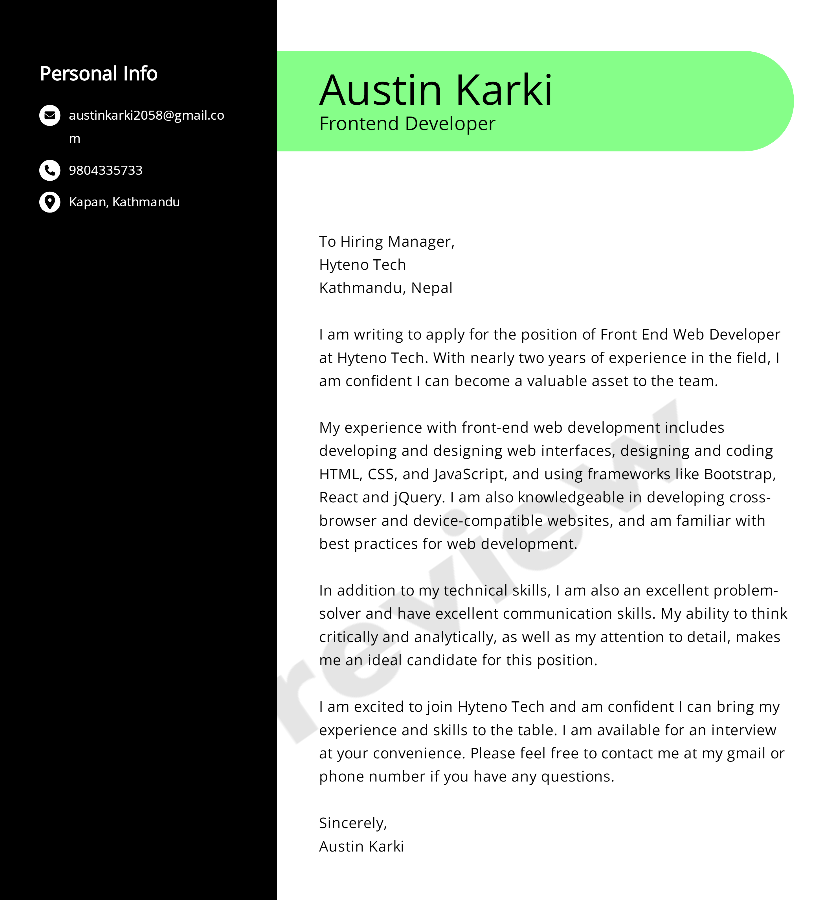 Personal Info
austinkarki2058@gmail.co
m
9804335733
Kapan, Kathmandu
Austin Karki
Frontend Developer
To Hiring Manager,
Hyteno Tech
Kathmandu, Nepal
I am writing to apply for the position of Front End Web Developer
at Hyteno Tech. With nearly two years of experience in the field, I
am confident I can become a valuable asset to the team.
My experience with front-end web development includes
developing and designing web interfaces, designing and coding
HTML, CSS, and JavaScript, and using frameworks like Bootstrap,
React and jQuery. I am also knowledgeable in developing cross-
browser and device-compatible websites, and am familiar with
best practices for web development.
In addition to my technical skills, I am also an excellent problem-
solver and have excellent communication skills. My ability to think
critically and analytically, as well as my attention to detail, makes
me an ideal candidate for this position.
I am excited to join Hyteno Tech and am confident I can bring my
experience and skills to the table. I am available for an interview
at your convenience. Please feel free to contact me at my gmail or
phone number if you have any questions.
Sincerely,
Austin Karki
review